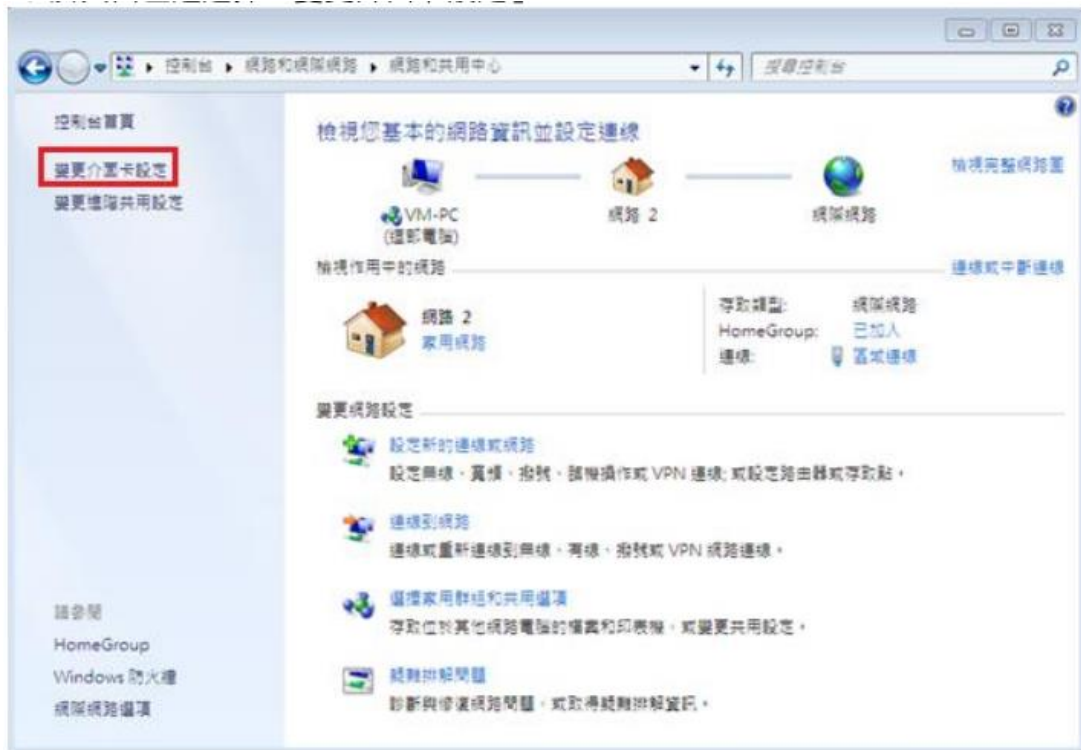 控制台 ▸ 網路和網際網路 ▸ 網路和共用中心
搜尋控制台
控制台首頁
變更介面卡設定
變更進階共用設定
檢視您基本的網路資訊並設定連線
檢視完整網路圖
VM-PC
(這部電腦)
網路 2
網際網路
檢視作用中的網路
連線或中斷連線
網路 2
家用網路
存取類型: 網際網路
HomeGroup: 已加入
連線: 區域連線
變更網路設定
設定新的連線或網路
設定無線、寬頻、撥號、臨機操作或 VPN 連線; 或設定路由器或存取點。
連線到網路
連線或重新連線到無線、有線、撥號或 VPN 網路連線。
選擇家用群組和共用選項
存取位於其他網路電腦的檔案和印表機，或變更共用設定。
疑難排解問題
診斷與修復網路問題，或取得疑難排解資訊。
請參閱
HomeGroup
Windows 防火牆
網際網路選項